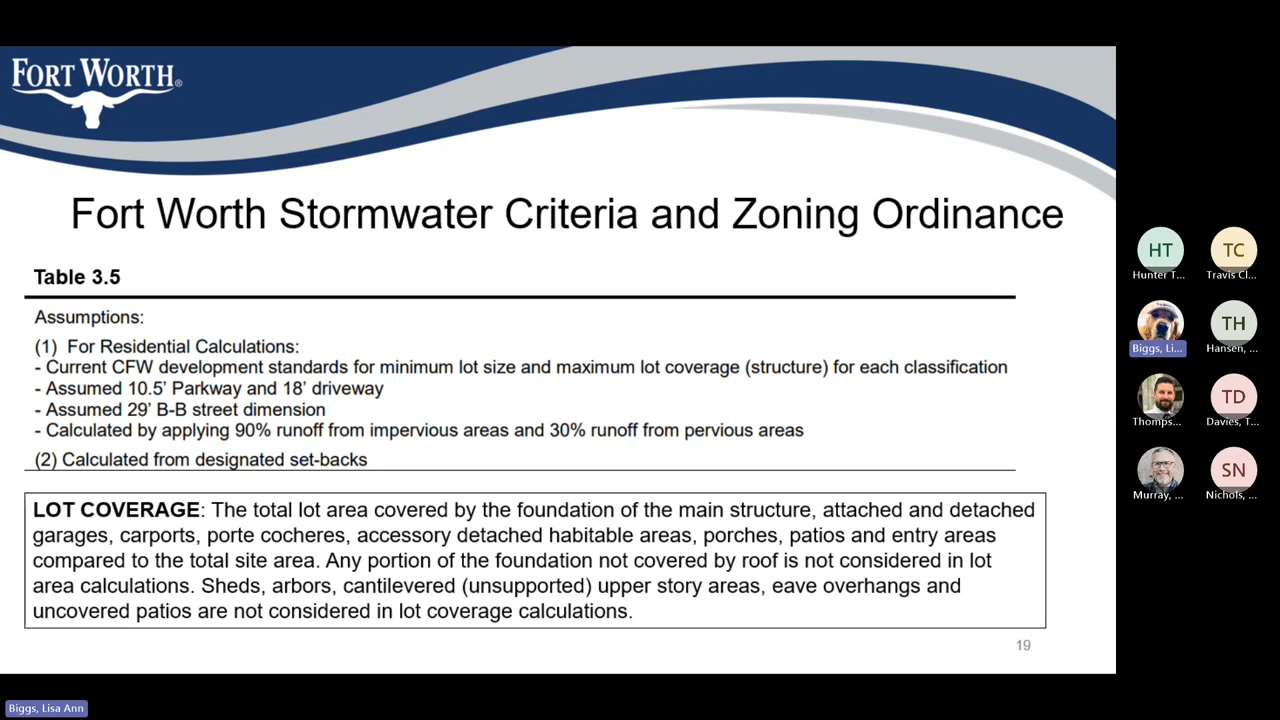 FORT WORTH®
Fort Worth Stormwater Criteria and Zoning Ordinance
Table 3.5
Assumptions:
(1) For Residential Calculations:
- Current CFW development standards for minimum lot size and maximum lot coverage (structure) for each classification
- Assumed 10.5' Parkway and 18' driveway
- Assumed 29' B-B street dimension
- Calculated by applying 90% runoff from impervious areas and 30% runoff from pervious areas
(2) Calculated from designated set-backs
LOT COVERAGE: The total lot area covered by the foundation of the main structure, attached and detached
garages, carports, porte cocheres, accessory detached habitable areas, porches, patios and entry areas
compared to the total site area. Any portion of the foundation not covered by roof is not considered in lot
area calculations. Sheds, arbors, cantilevered (unsupported) upper story areas, eave overhangs and
uncovered patios are not considered in lot coverage calculations.
19
HT
Hunter T...
TC
Travis Cl...
Biggs, Li...
TH
Hansen, ...
Thomps...
TD
Davies, T...
Murray, ...
SN
Nichols, ...
Biggs, Lisa Ann